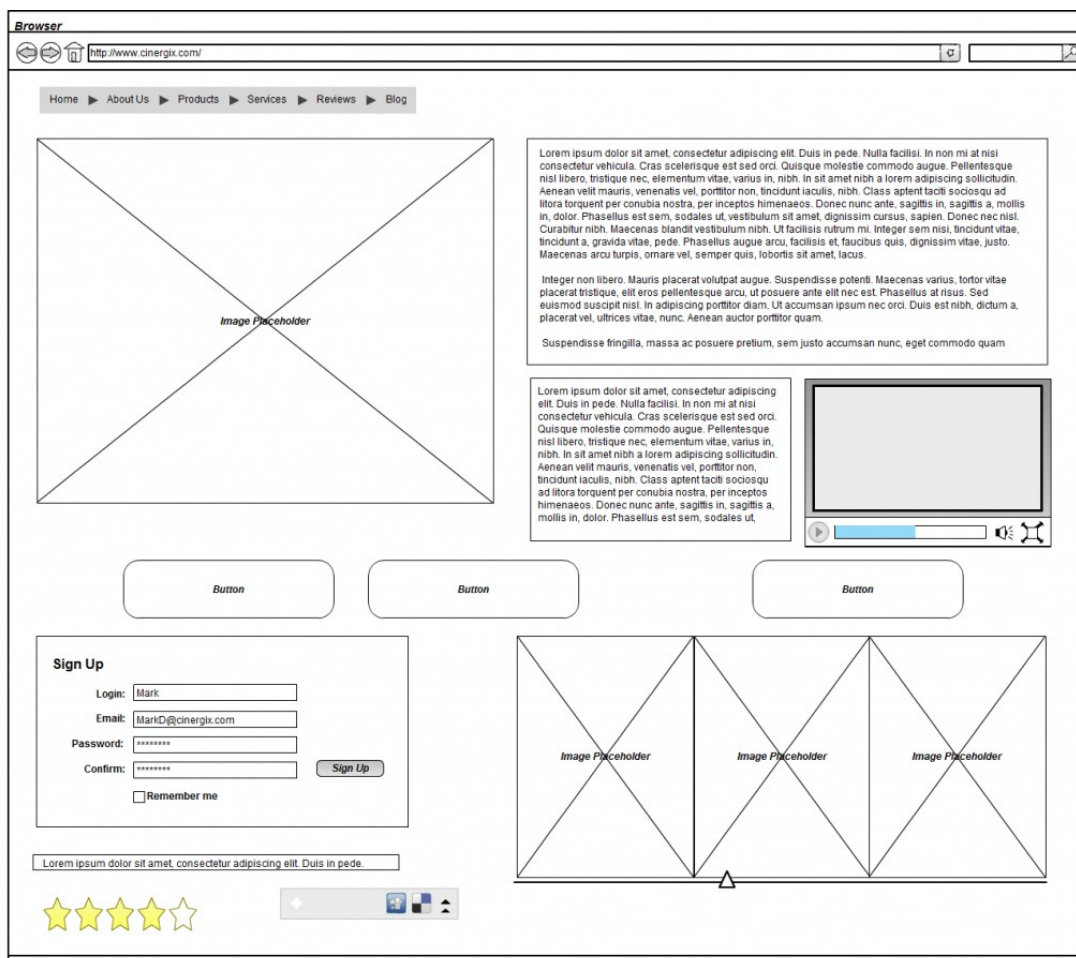 Browser
http://www.cinergix.com/
Home About Us Products Services Reviews Blog
Image Placeholder
Lorem ipsum dolor sit amet, consectetur adipiscing elit. Duis in pede. Nulla facilisi. In non mi at nisi
consectetur vehicula. Cras scelerisque est sed orci. Quisque molestie commodo augue. Pellentesque
nisl libero, tristique nec, elementum vitae, varius in, nibh. In sit amet nibh a lorem adipiscing sollicitudin.
Aenean velit mauris, venenatis vel, porttitor non, tincidunt iaculis, nibh. Class aptent taciti sociosqu ad
litora torquent per conubia nostra, per inceptos himenaeos. Donec nunc ante, sagittis in, sagittis a, mollis
in, dolor. Phasellus est sem, sodales ut, vestibulum sit amet, dignissim cursus, sapien. Donec nec nisl.
Curabitur nibh. Maecenas blandit vestibulum nibh. Ut facilisis rutrum mi. Integer sem nisi, tincidunt vitae,
tincidunt a, gravida vitae, pede. Phasellus augue arcu, facilisis et, faucibus quis, dignissim vitae, justo.
Maecenas arcu turpis, ornare vel, semper quis, lobortis sit amet, lacus.
Integer non libero. Mauris placerat volutpat augue. Suspendisse potenti. Maecenas varius, tortor vitae
placerat tristique, elit eros pellentesque arcu, ut posuere ante elit nec est. Phasellus at risus. Sed
euismod suscipit nisl. In adipiscing porttitor diam. Ut accumsan ipsum nec orci. Duis est nibh, dictum a,
placerat vel, ultrices vitae, nunc. Aenean auctor porttitor quam.
Suspendisse fringilla, massa ac posuere pretium, sem justo accumsan nunc, eget commodo quam
Lorem ipsum dolor sit amet, consectetur adipiscing
elit. Duis in pede. Nulla facilisi. In non mi at nisi
consectetur vehicula. Cras scelerisque est sed orci.
Quisque molestie commodo augue. Pellentesque
nisl libero, tristique nec, elementum vitae, varius in,
nibh. In sit amet nibh a lorem adipiscing sollicitudin.
Aenean velit mauris, venenatis vel, porttitor non,
tincidunt iaculis, nibh. Class aptent taciti sociosqu
ad litora torquent per conubia nostra, per inceptos
himenaeos. Donec nunc ante, sagittis in, sagittis a,
mollis in, dolor. Phasellus est sem, sodales ut,
Button
Button
Button
Sign Up
Login: Mark
Email: MarkD@cinergix.com
Password: ********
Confirm: ******** Sign Up
Remember me
Image Placeholder
Image Placeholder
Image Placeholder
Lorem ipsum dolor sit amet, consectetur adipiscing elit. Duis in pede.